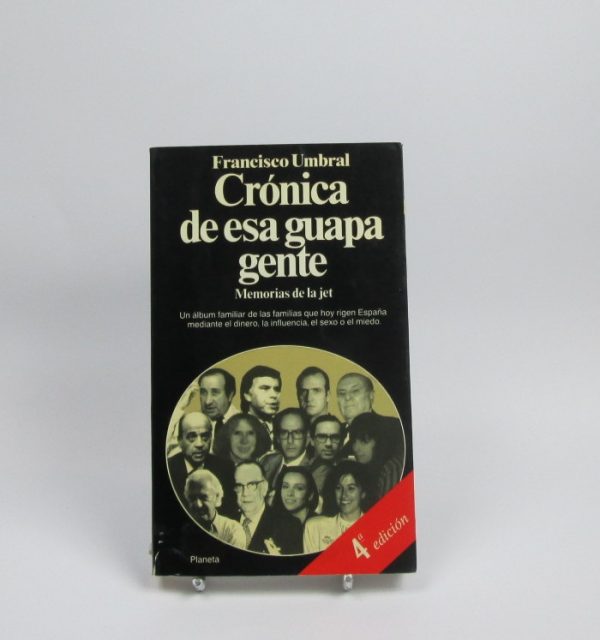 Francisco Umbral
Crónica
de esa guapa
gente
Memorias de la jet
Un álbum familiar de las familias que hoy rigen España
mediante el dinero, la influencia, el sexo o el miedo.
4ª edición
Planeta